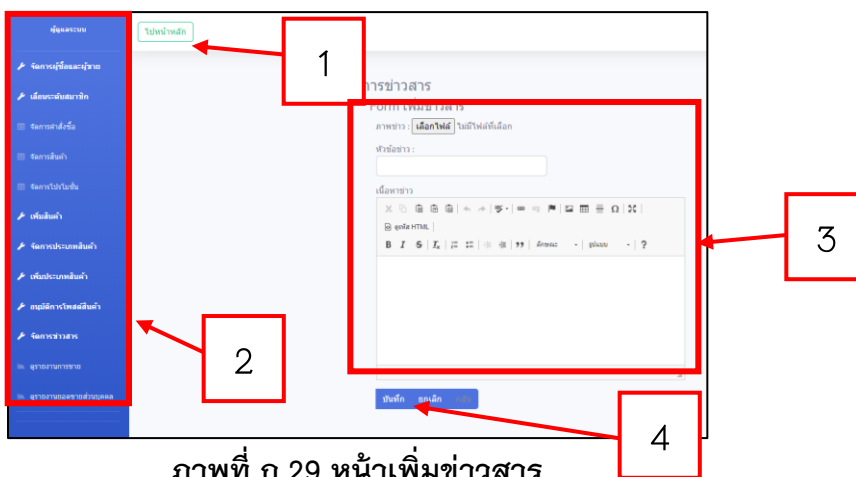 ผู้ดูแลระบบ
ไปหน้าหลัก
1
จัดการผู้ซื้อและผู้ขาย
เลื่อนระดับสมาชิก
จัดการคำสั่งซื้อ
จัดการสินค้า
จัดการโปรโมชั่น
เพิ่มสินค้า
จัดการประเภทสินค้า
เพิ่มประเภทสินค้า
อนุมัติการโพสต์สินค้า
จัดการข่าวสาร
ดูรายงานการขาย
ดูรายงานยอดขายส่วนบุคคล
2
การข่าวสาร
Form เพิ่มข่าวสาร
ภาพข่าว : เลือกไฟล์ ไม่มีไฟล์ที่เลือก
หัวข้อข่าว :
เนื้อหาข่าว
ดูรหัส HTML
B I S Ix ลักษณะ รูปแบบ ?
3
บันทึก ยกเลิก
4
ภาพที่ ก 29 หน้าเพิ่มข่าวสาร